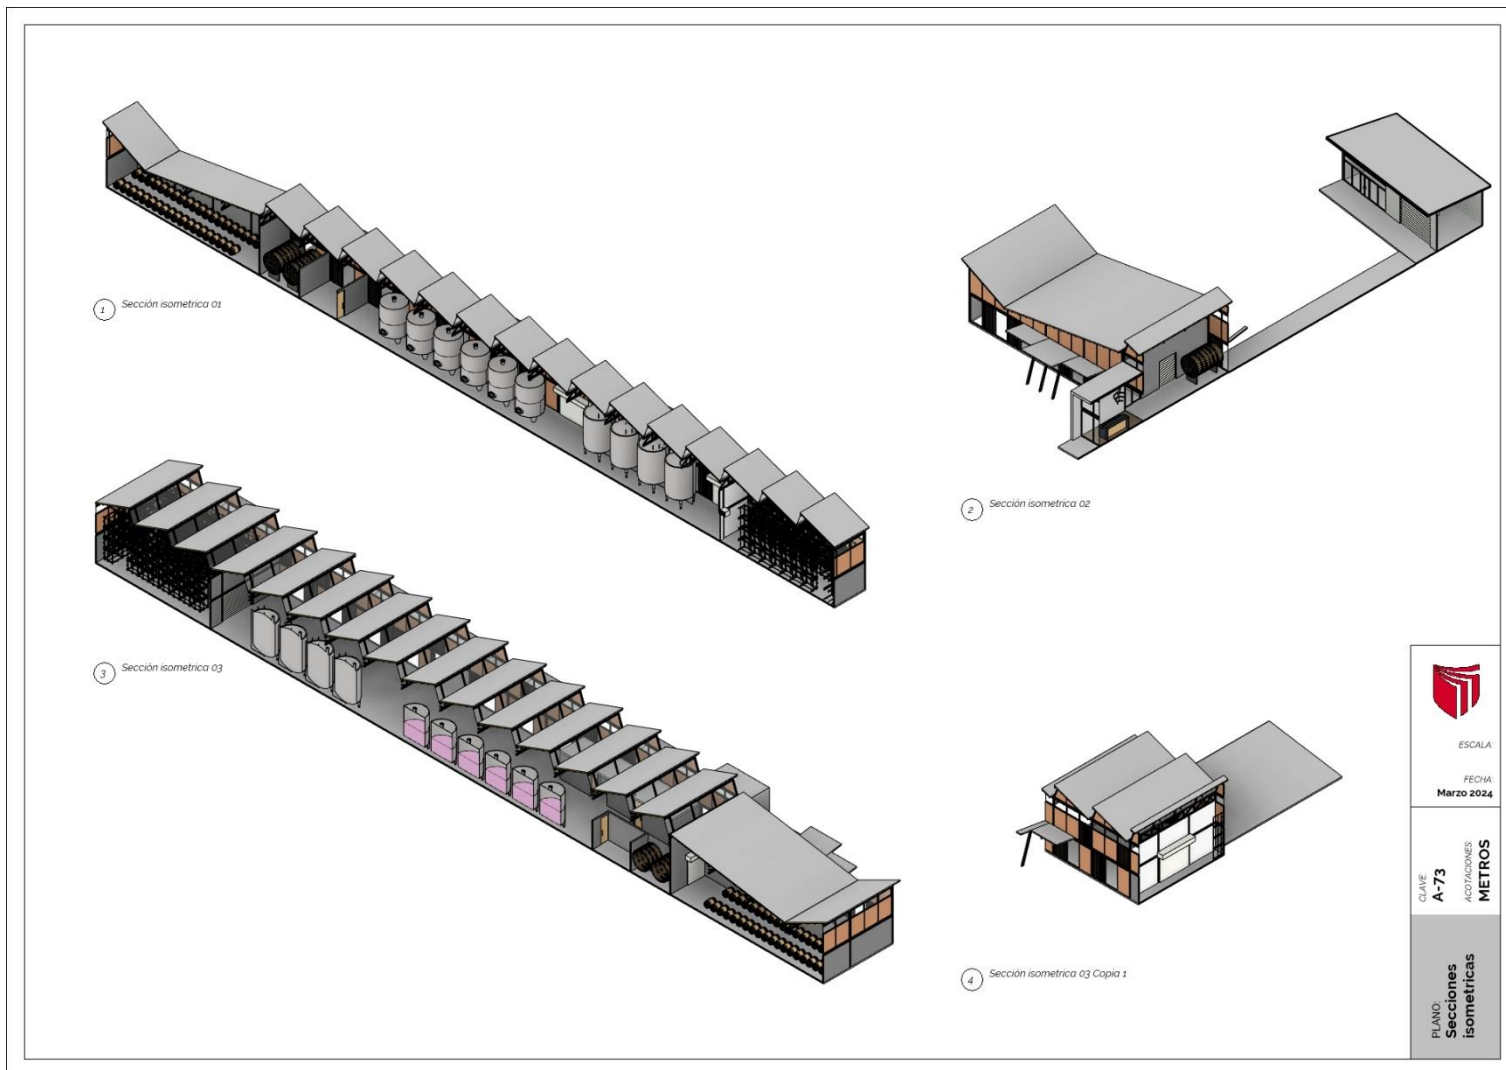 1
Sección isometrica 01
2
Sección isometrica 02
3
Sección isometrica 03
4
Sección isometrica 03 Copia 1
ESCALA:
FECHA:
Marzo 2024
CLAVE
A-73
ACOTACIONES:
METROS
PLANO:
Secciones
isometricas